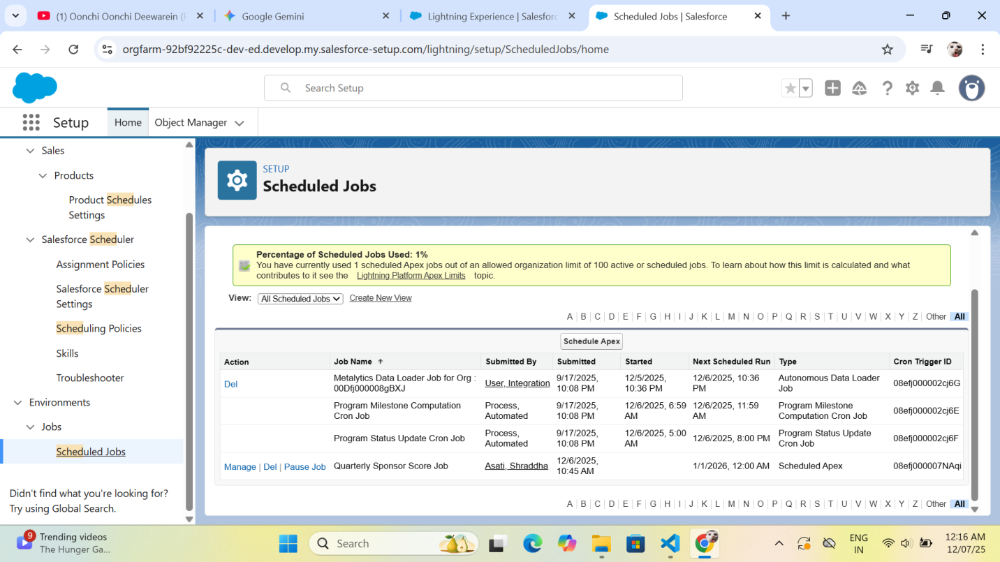 (1) Oonchi Oonchi Deewarein (
Google Gemini
Lightning Experience | Salesforc
Scheduled Jobs | Salesforce
orgfarm-92bf92225c-dev-ed.develop.my.salesforce-setup.com/lightning/setup/ScheduledJobs/home
Search Setup
Setup
Home
Object Manager
Sales
Products
Product Schedules
Settings
Salesforce Scheduler
Assignment Policies
Salesforce Scheduler
Settings
Scheduling Policies
Skills
Troubleshooter
Environments
Jobs
Scheduled Jobs
Didn't find what you're looking for?
Try using Global Search.
SETUP
Scheduled Jobs
Percentage of Scheduled Jobs Used: 1%
You have currently used 1 scheduled Apex jobs out of an allowed organization limit of 100 active or scheduled jobs. To learn about how this limit is calculated and what
contributes to it see the Lightning Platform Apex Limits topic.
View: All Scheduled Jobs Create New View
A | B | C | D | E | F | G | H | I | J | K | L | M | N | O | P | Q | R | S | T | U | V | W | X | Y | Z | Other All
Schedule Apex
Action Job Name Submitted By Submitted Started Next Scheduled Run Type Cron Trigger ID
Del Metalytics Data Loader Job for Org : 00Dfj000008gBXJ User, Integration 9/17/2025, 10:08 PM 12/5/2025, 10:36 PM 12/6/2025, 10:36 PM Autonomous Data Loader Job 08efj000002cj6G
Program Milestone Computation Cron Job Process, Automated 9/17/2025, 10:08 PM 12/6/2025, 6:59 AM 12/6/2025, 11:59 AM Program Milestone Computation Cron Job 08efj000002cj6E
Program Status Update Cron Job Process, Automated 9/17/2025, 10:08 PM 12/6/2025, 5:00 AM 12/6/2025, 8:00 PM Program Status Update Cron Job 08efj000002cj6F
Manage | Del | Pause Job Quarterly Sponsor Score Job Asati, Shraddha 12/6/2025, 10:45 AM 1/1/2026, 12:00 AM Scheduled Apex 08efj000007NAqi
A | B | C | D | E | F | G | H | I | J | K | L | M | N | O | P | Q | R | S | T | U | V | W | X | Y | Z | Other All
9
Trending videos
The Hunger Ga...
Search
ENG
IN
12:16 AM
12/07/25